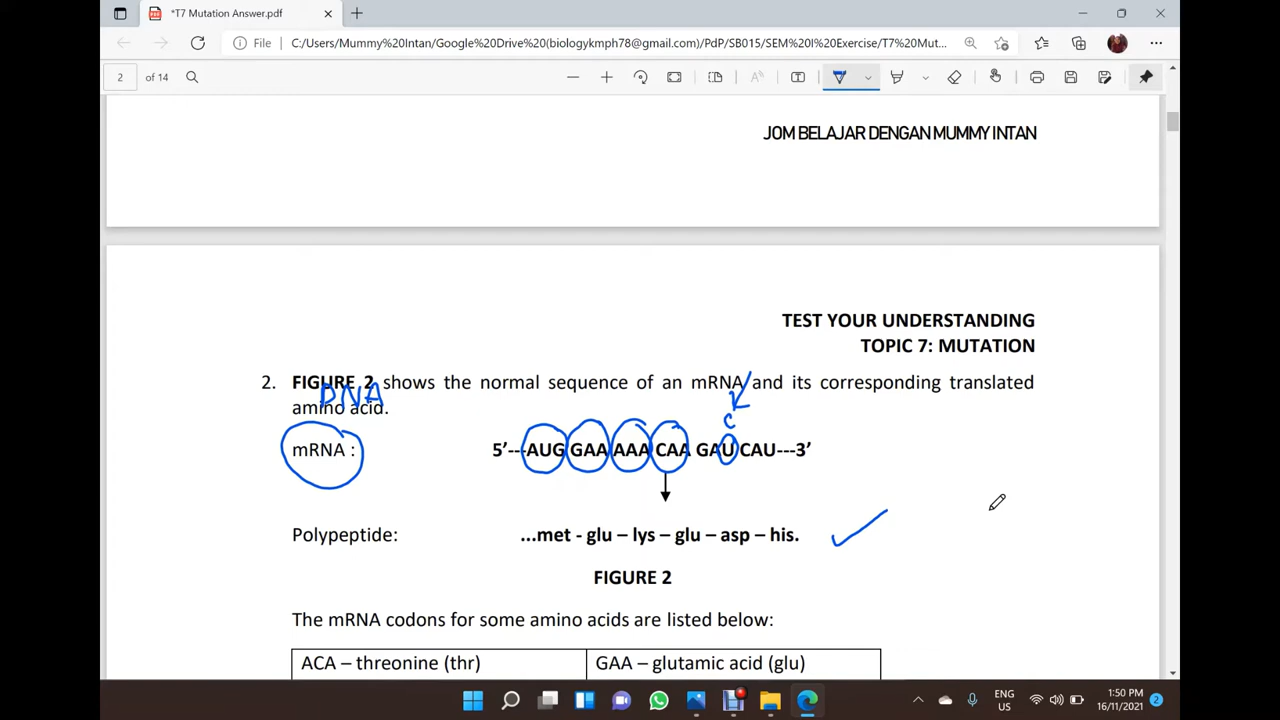 *T7 Mutation Answer.pdf
File C:/Users/Mummy%20Intan/Google%20Drive%20(biologykmph78@gmail.com)/PdP/SB015/SEM%20I%20Exercise/T7%20Mut...
2 of 14
JOM BELAJAR DENGAN MUMMY INTAN
TEST YOUR UNDERSTANDING
TOPIC 7: MUTATION
2. FIGURE 2 shows the normal sequence of an mRNA and its corresponding translated
DNA
amino acid.
C
mRNA : 5’---AUG GAA AAA CAA GAU CAU---3’
Polypeptide: ...met - glu – lys – glu – asp – his.
FIGURE 2
The mRNA codons for some amino acids are listed below:
ACA – threonine (thr) GAA – glutamic acid (glu)
ENG
US
1:50 PM
16/11/2021
2